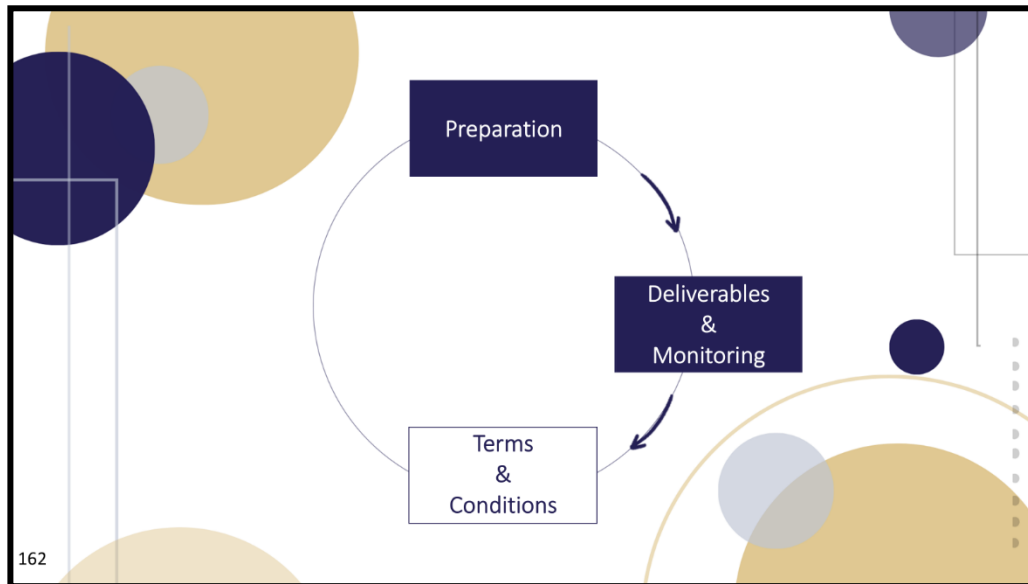 Preparation
Deliverables
&
Monitoring
Terms
&
Conditions
162